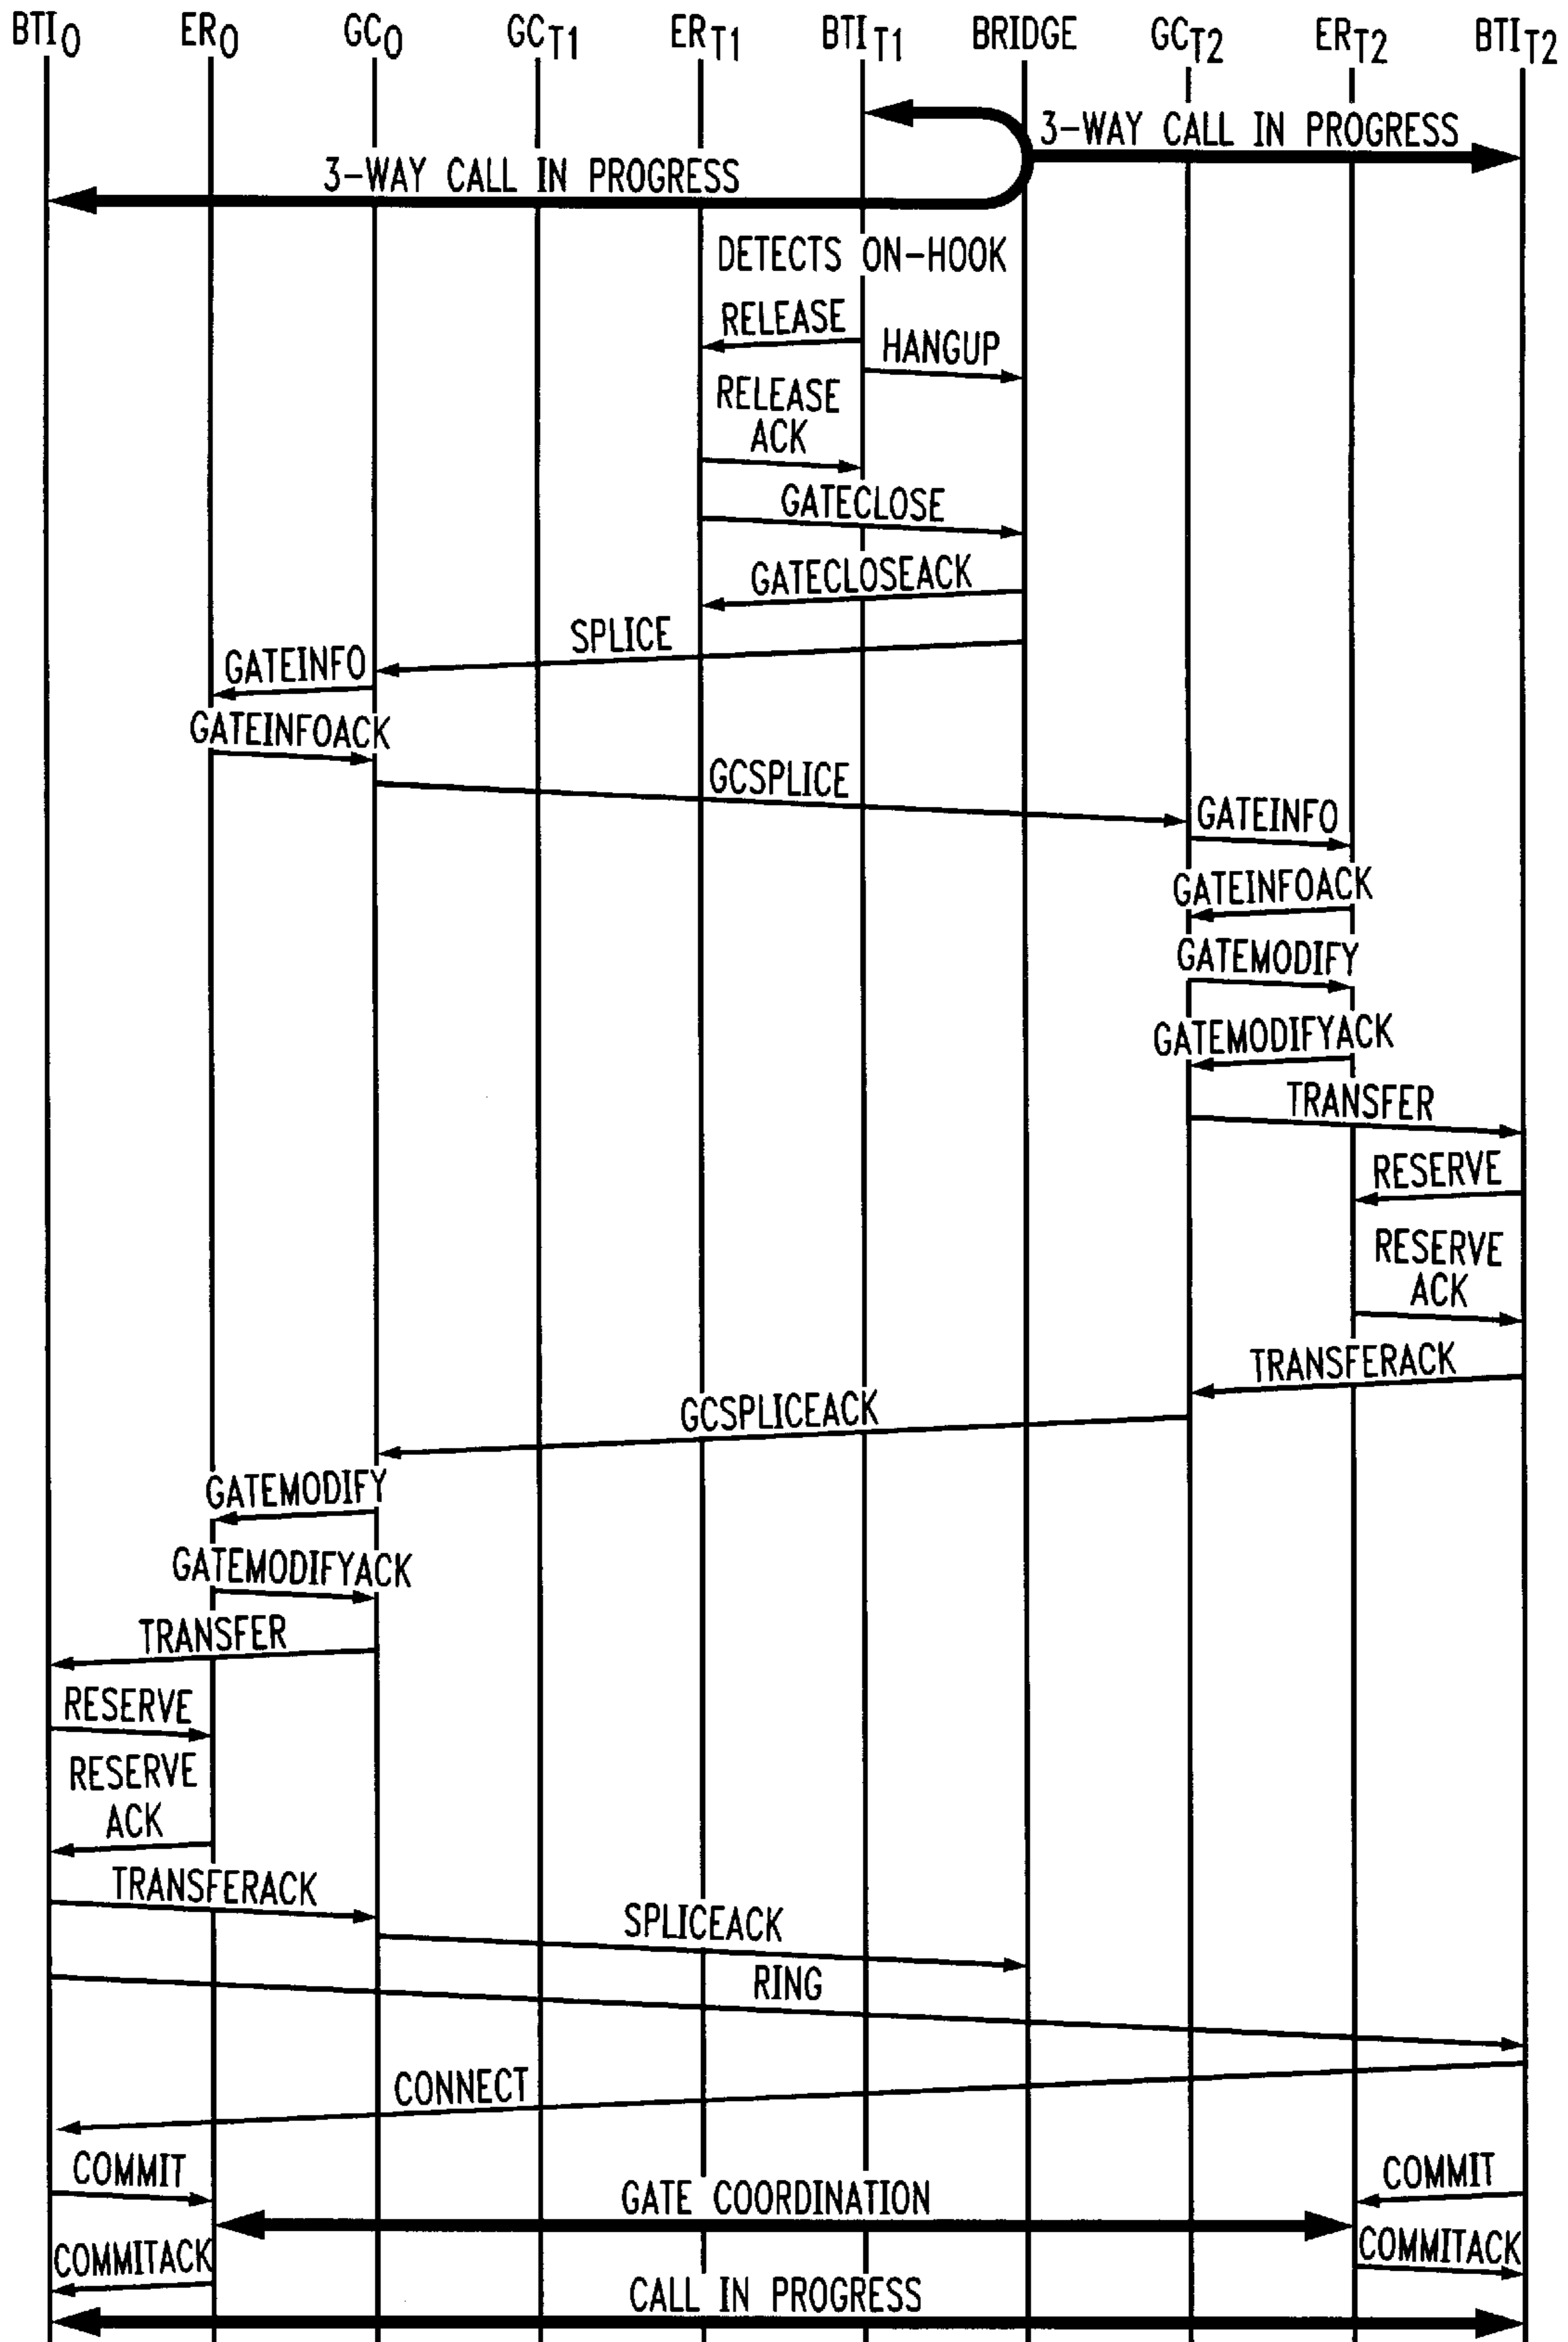 BTI0 ER0 GC0 GCT1 ERT1 BTIT1 BRIDGE GCT2 ERT2 BTIT2
3-WAY CALL IN PROGRESS
3-WAY CALL IN PROGRESS
DETECTS ON-HOOK
RELEASE
HANGUP
RELEASE
ACK
GATECLOSE
GATECLOSEACK
SPLICE
GATEINFO
GATEINFOACK
GCSPLICE
GATEINFO
GATEINFOACK
GATEMODIFY
GATEMODIFYACK
TRANSFER
RESERVE
RESERVE
ACK
TRANSFERACK
GCSPLICEACK
GATEMODIFY
GATEMODIFYACK
TRANSFER
RESERVE
RESERVE
ACK
TRANSFERACK
SPLICEACK
RING
CONNECT
COMMIT
COMMIT
GATE COORDINATION
COMMITACK
COMMITACK
CALL IN PROGRESS